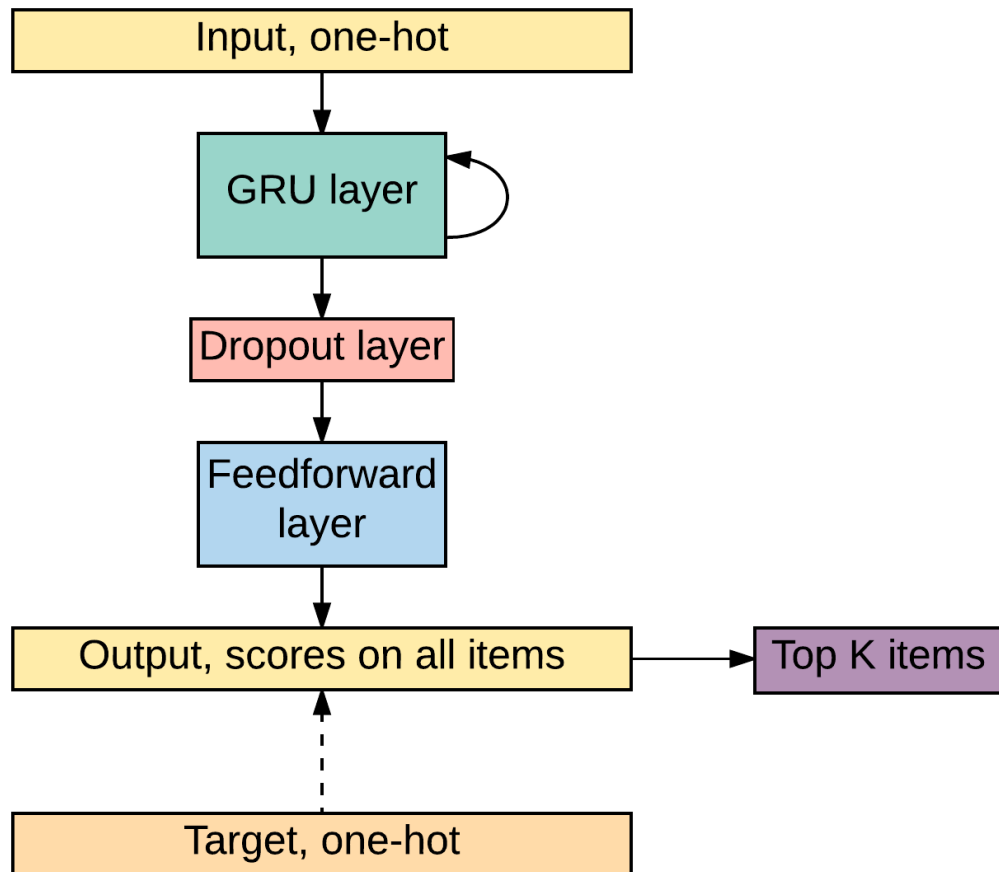 Input, one-hot
GRU layer
Dropout layer
Feedforward
layer
Output, scores on all items
Top K items
Target, one-hot